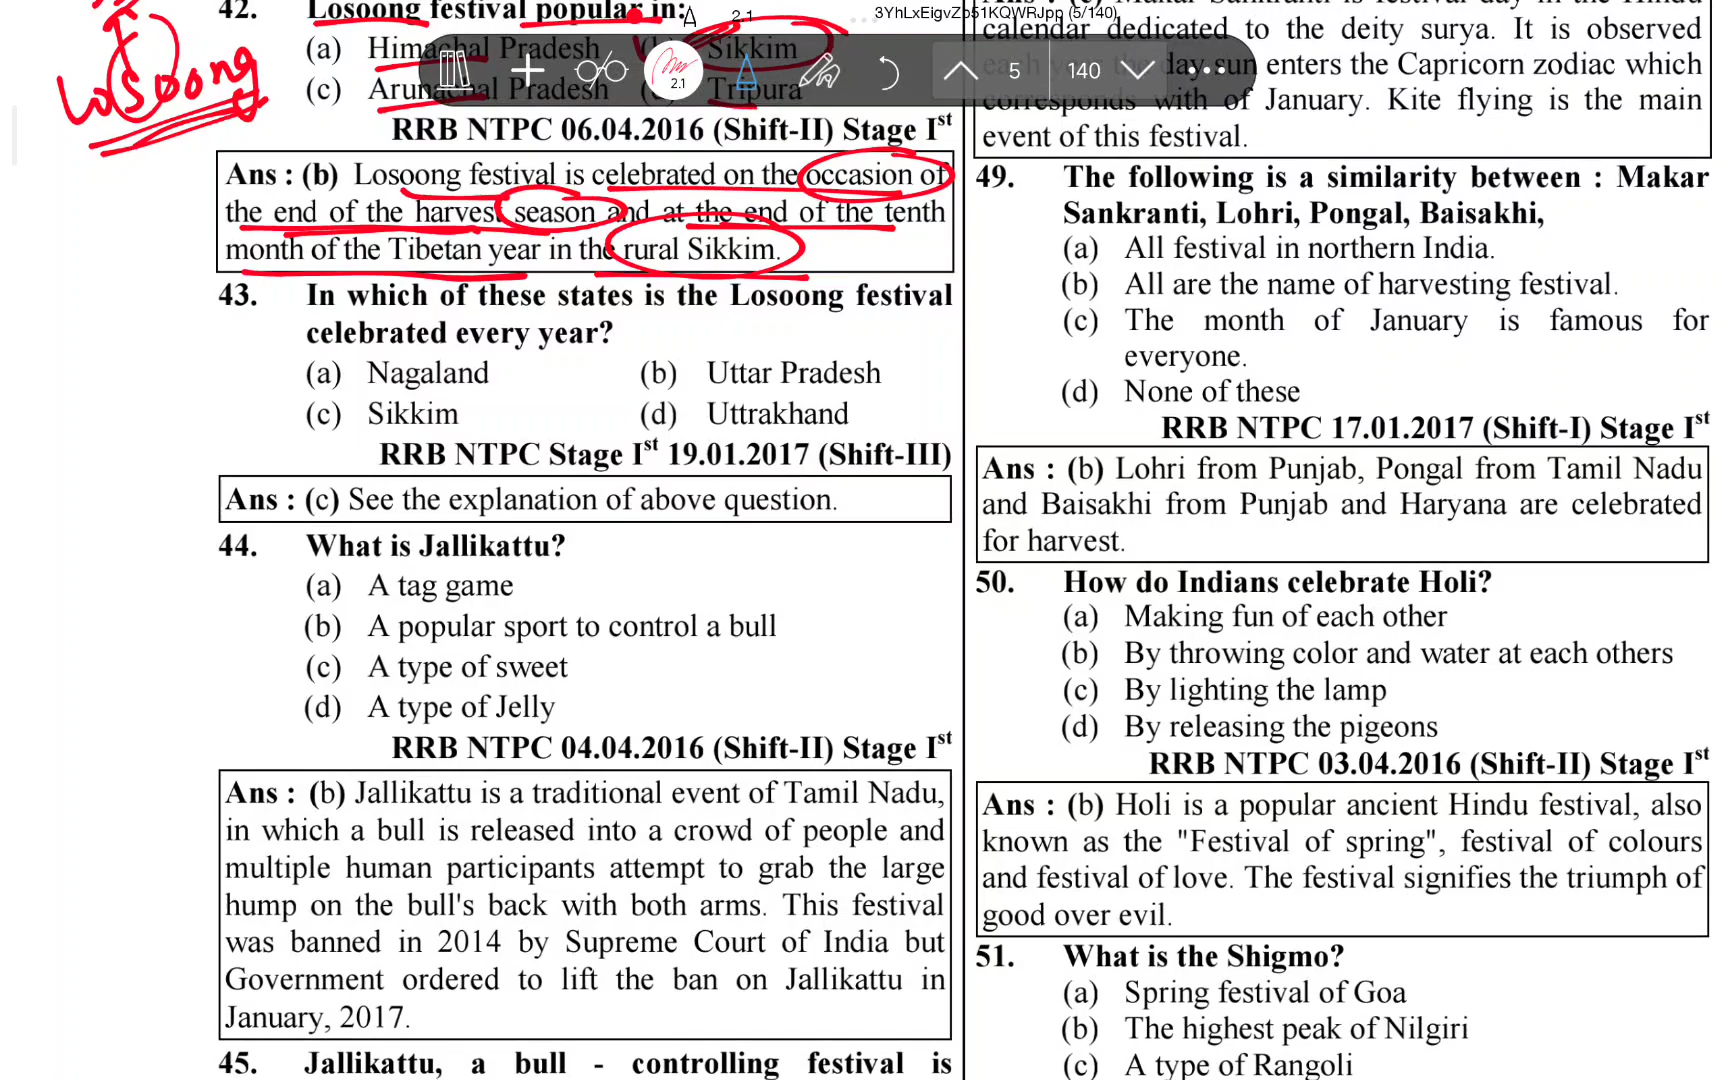 42. Losoong festival popular in:
(a) Himachal Pradesh Sikkim
(c) Arunachal Pradesh Tripura
RRB NTPC 06.04.2016 (Shift-II) Stage Ist
Ans : (b) Losoong festival is celebrated on the occasion of
the end of the harvest season and at the end of the tenth
month of the Tibetan year in the rural Sikkim.
43. In which of these states is the Losoong festival
celebrated every year?
(a) Nagaland (b) Uttar Pradesh
(c) Sikkim (d) Uttrakhand
RRB NTPC Stage Ist 19.01.2017 (Shift-III)
Ans : (c) See the explanation of above question.
44. What is Jallikattu?
(a) A tag game
(b) A popular sport to control a bull
(c) A type of sweet
(d) A type of Jelly
RRB NTPC 04.04.2016 (Shift-II) Stage Ist
Ans : (b) Jallikattu is a traditional event of Tamil Nadu,
in which a bull is released into a crowd of people and
multiple human participants attempt to grab the large
hump on the bull's back with both arms. This festival
was banned in 2014 by Supreme Court of India but
Government ordered to lift the ban on Jallikattu in
January, 2017.
45. Jallikattu, a bull - controlling festival is
Losoong
2.1
(5/140)
2.1
5 140
calendar dedicated to the deity surya. It is observed
day sun enters the Capricorn zodiac which
corresponds with of January. Kite flying is the main
event of this festival.
49. The following is a similarity between : Makar
Sankranti, Lohri, Pongal, Baisakhi,
(a) All festival in northern India.
(b) All are the name of harvesting festival.
(c) The month of January is famous for
everyone.
(d) None of these
RRB NTPC 17.01.2017 (Shift-I) Stage Ist
Ans : (b) Lohri from Punjab, Pongal from Tamil Nadu
and Baisakhi from Punjab and Haryana are celebrated
for harvest.
50. How do Indians celebrate Holi?
(a) Making fun of each other
(b) By throwing color and water at each others
(c) By lighting the lamp
(d) By releasing the pigeons
RRB NTPC 03.04.2016 (Shift-II) Stage Ist
Ans : (b) Holi is a popular ancient Hindu festival, also
known as the "Festival of spring", festival of colours
and festival of love. The festival signifies the triumph of
good over evil.
51. What is the Shigmo?
(a) Spring festival of Goa
(b) The highest peak of Nilgiri
(c) A type of Rangoli